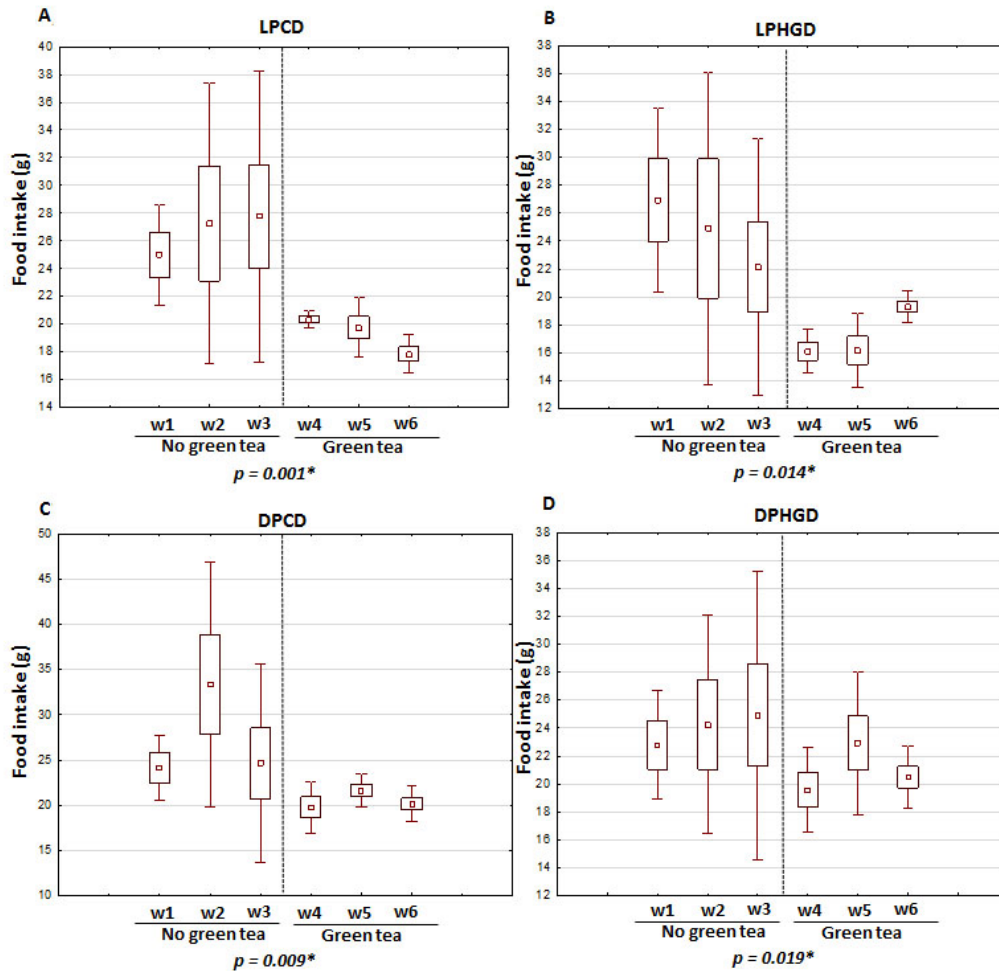 A
LPCD
Food intake (g)
40
38
36
34
32
30
28
26
24
22
20
18
16
14
w1 w2 w3 w4 w5 w6
No green tea Green tea
p = 0.001*
B
LPHGD
Food intake (g)
38
36
34
32
30
28
26
24
22
20
18
16
14
12
w1 w2 w3 w4 w5 w6
No green tea Green tea
p = 0.014*
C
DPCD
Food intake (g)
50
45
40
35
30
25
20
15
10
w1 w2 w3 w4 w5 w6
No green tea Green tea
p = 0.009*
D
DPHGD
Food intake (g)
38
36
34
32
30
28
26
24
22
20
18
16
14
12
w1 w2 w3 w4 w5 w6
No green tea Green tea
p = 0.019*